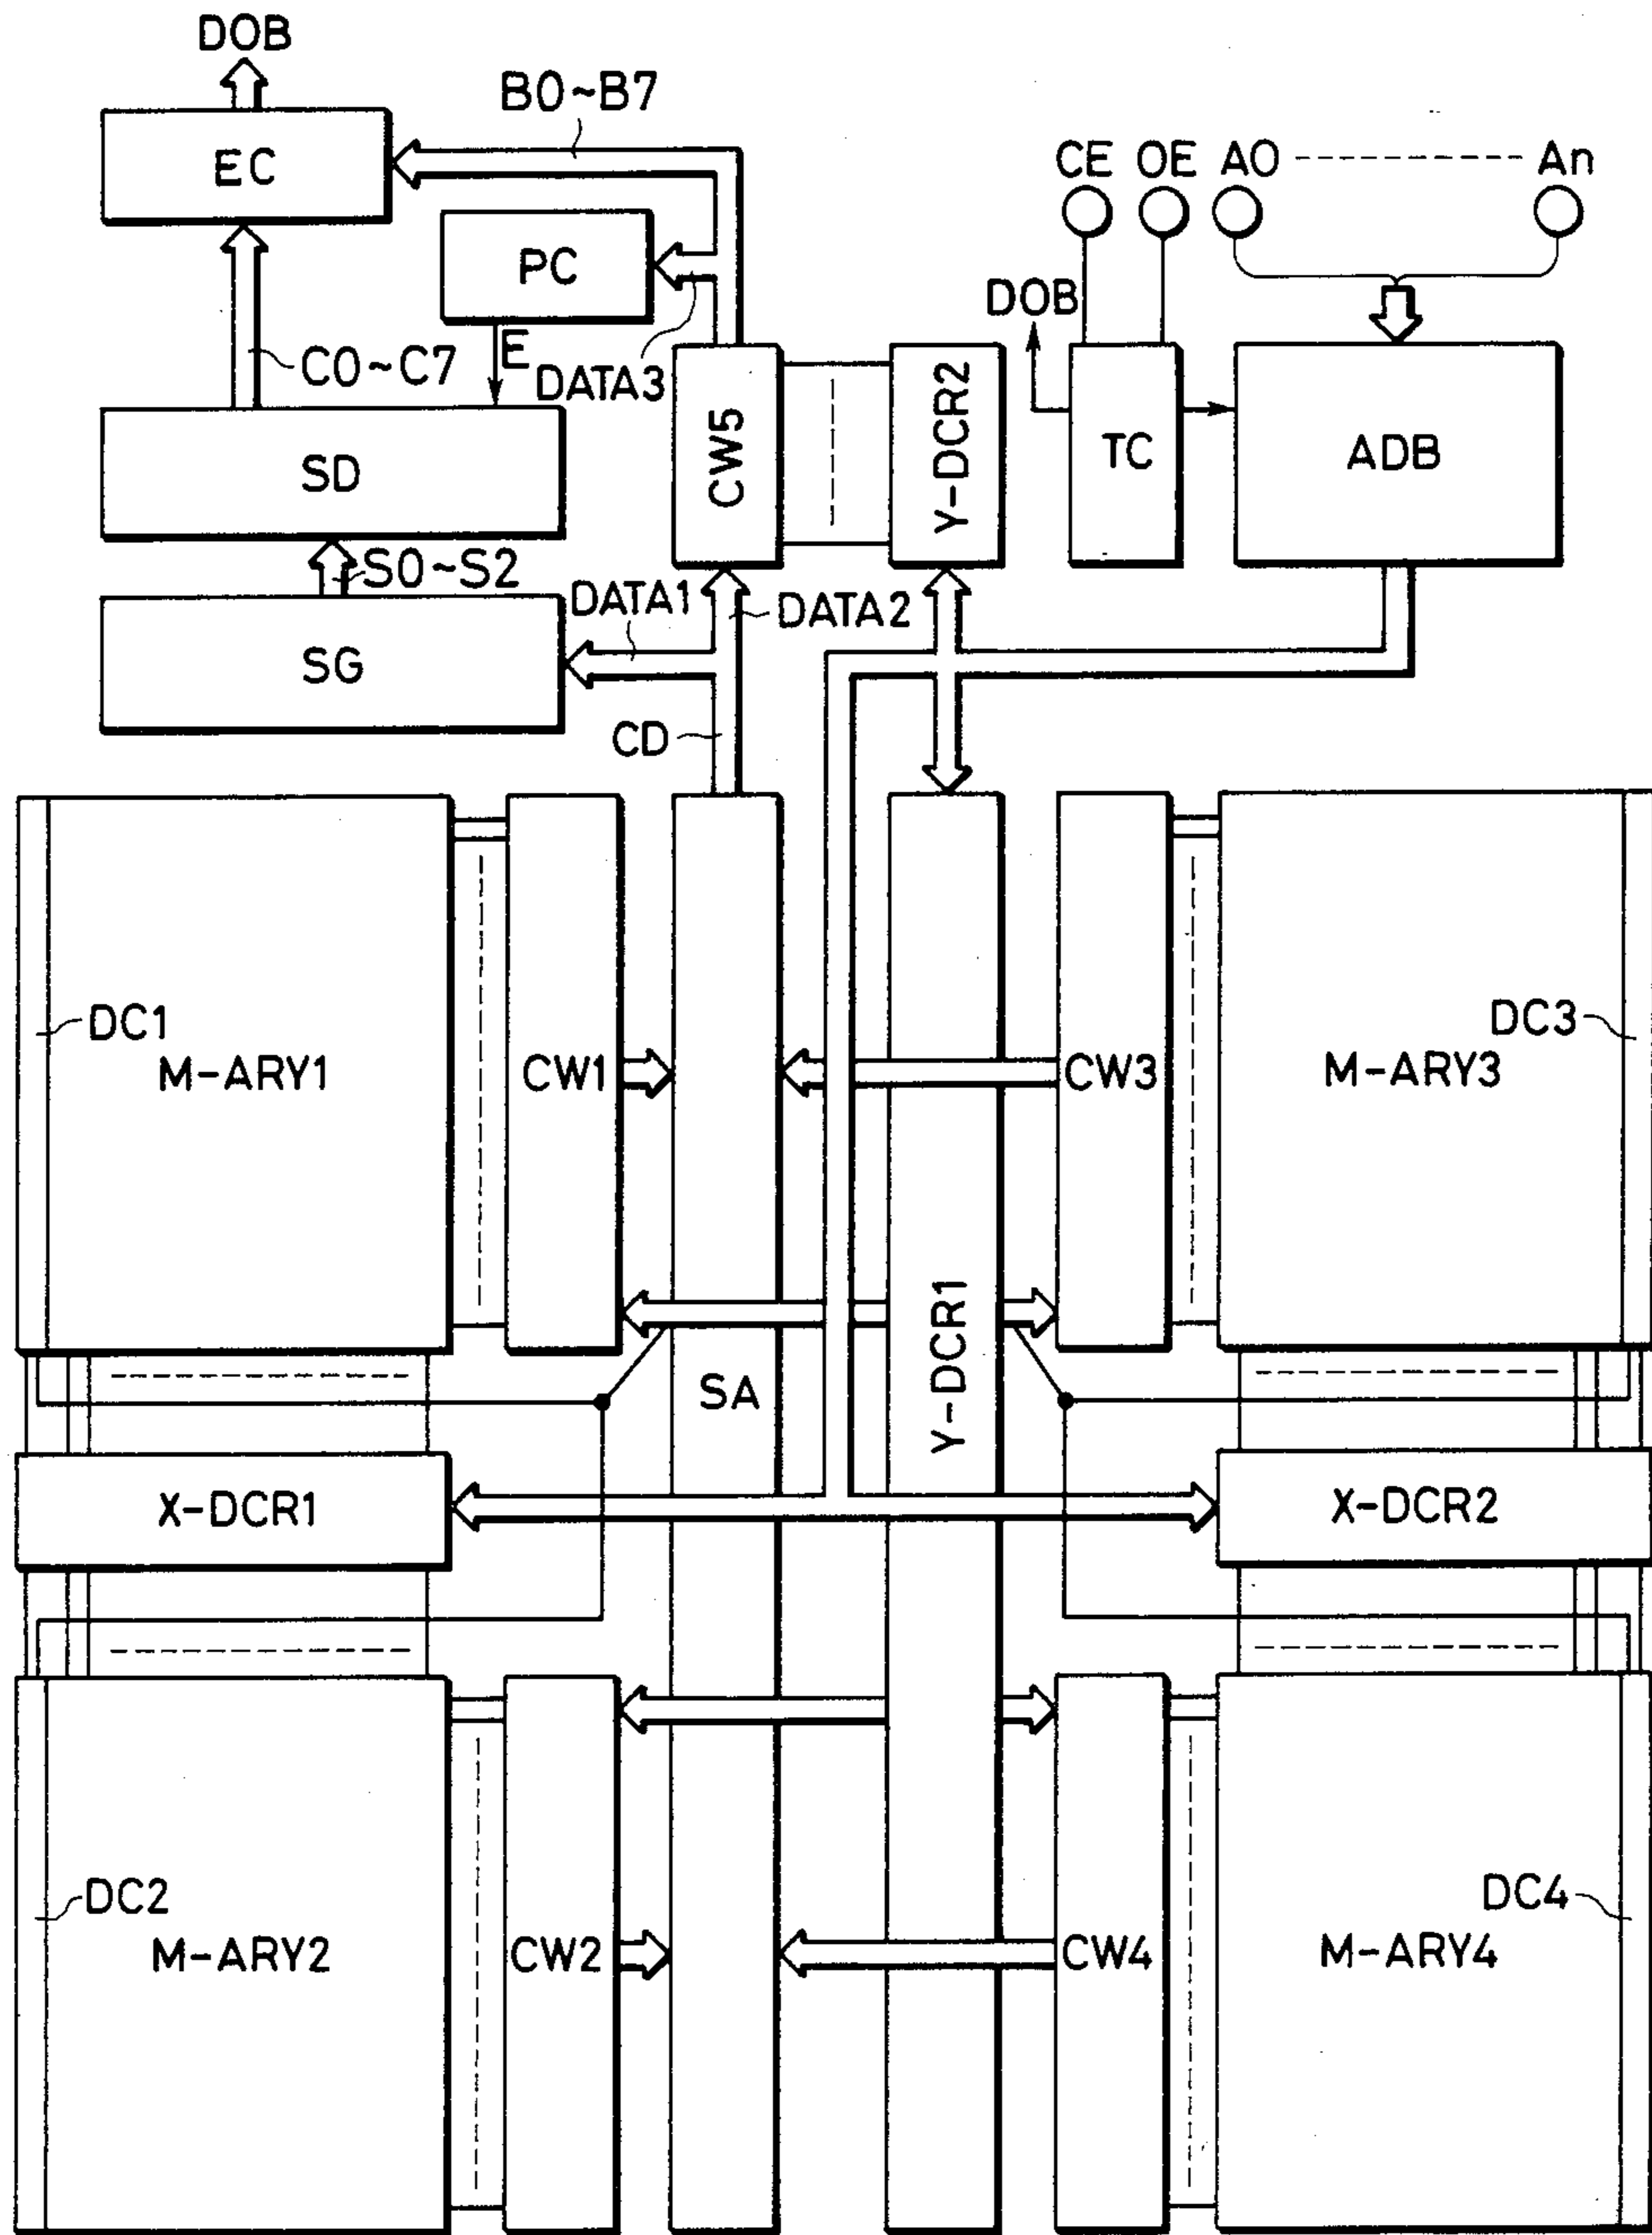 DOB
B0~B7
EC
CE OE A0 An
PC
DOB
E
C0~C7
DATA3
CW5
Y-DCR2
TC
ADB
SD
S0~S2
DATA1
DATA2
SG
CD
DC1
M-ARY1
CW1
CW3
M-ARY3
DC3
SA
Y-DCR1
X-DCR1
X-DCR2
DC2
M-ARY2
CW2
CW4
M-ARY4
DC4